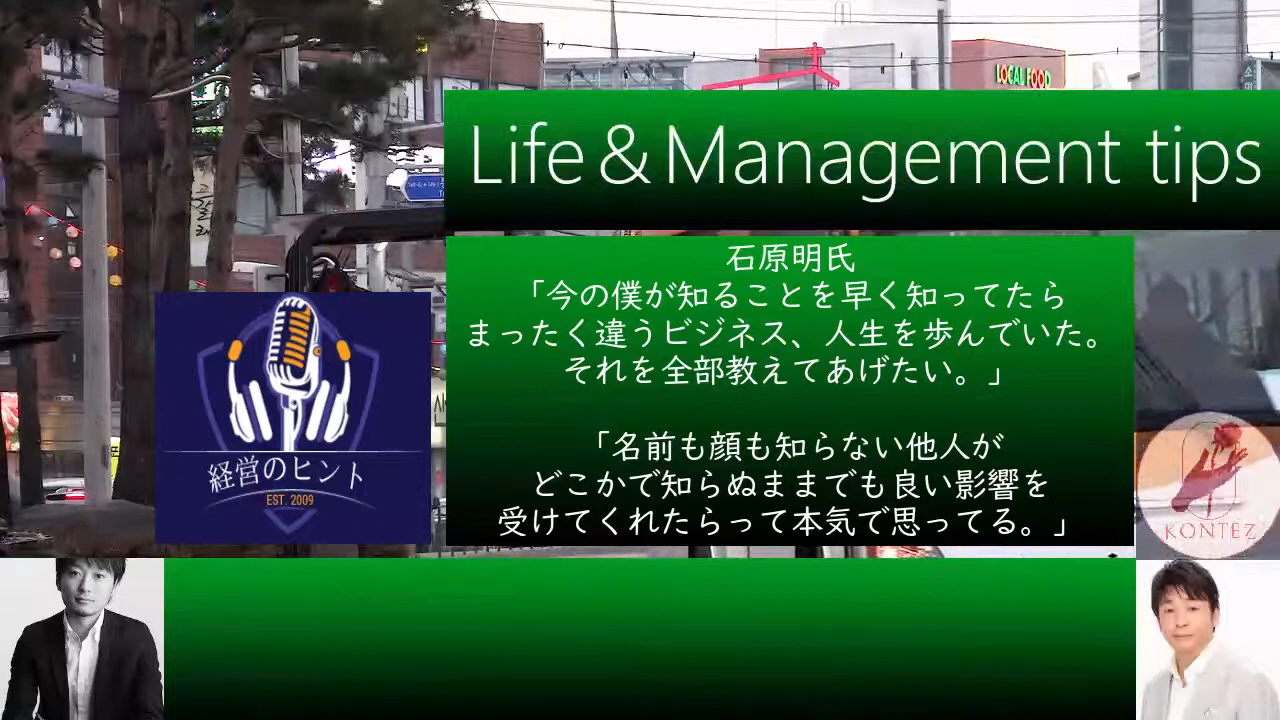 LOCAL FOOD
Life＆Management tips
石原明氏
「今の僕が知ることを早く知ってたら
まったく違うビジネス、人生を歩んでいた。
それを全部教えてあげたい。」
「名前も顔も知らない他人が
どこかで知らぬままでも良い影響を
受けてくれたらって本気で思ってる。」
経営のヒント
EST. 2009
KONTEZ